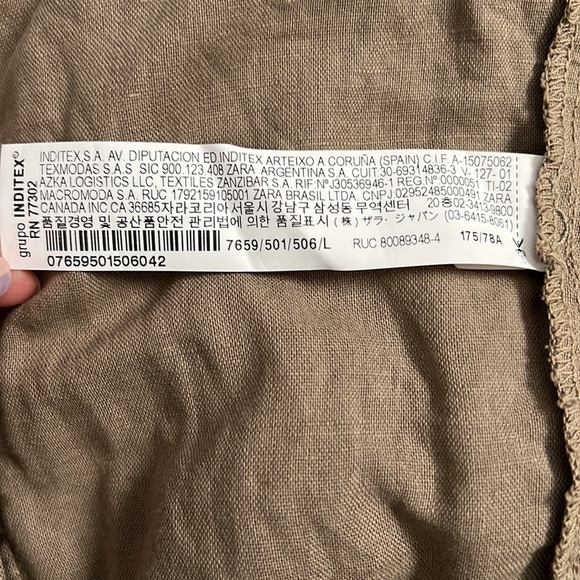 grupo INDITEX®
RN 77302
INDITEX,S.A. AV. DIPUTACION ED.INDITEX ARTEIXO A CORUÑA (SPAIN) C.I.F. A-15075062
TEXMODAS S.A.S SIC 900.123.408 ZARA ARGENTINA S.A. CUIT:30-69314836-3 V-127- 01
AZKA LOGISTICS LLC, TEXTILES ZANZIBAR S.A. RIF:Nº J30536946-1 REG.Nº 0000051 TI-02
MACROMODA S.A. RUC 1792159105001 ZARA BRASIL LTDA. CNPJ ZARA
CANADA INC CA 36685 자라코리아 서울시 강남구 삼성동 무역센터 20층 02-3413-9800
품질경영 및 공산품안전 관리법에 의한 품질표시 (株) ザラ・ジャパン (03-6415-8061)
7659/501/506/L RUC 80089348-4 175/78A
07659501506042